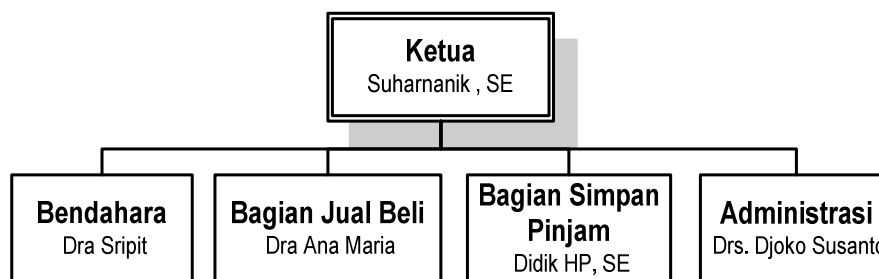 Ketua
Suharnanik , SE
Bendahara
Dra Sripit
Bagian Jual Beli
Dra Ana Maria
Bagian Simpan
Pinjam
Didik HP, SE
Administrasi
Drs. Djoko Susanto